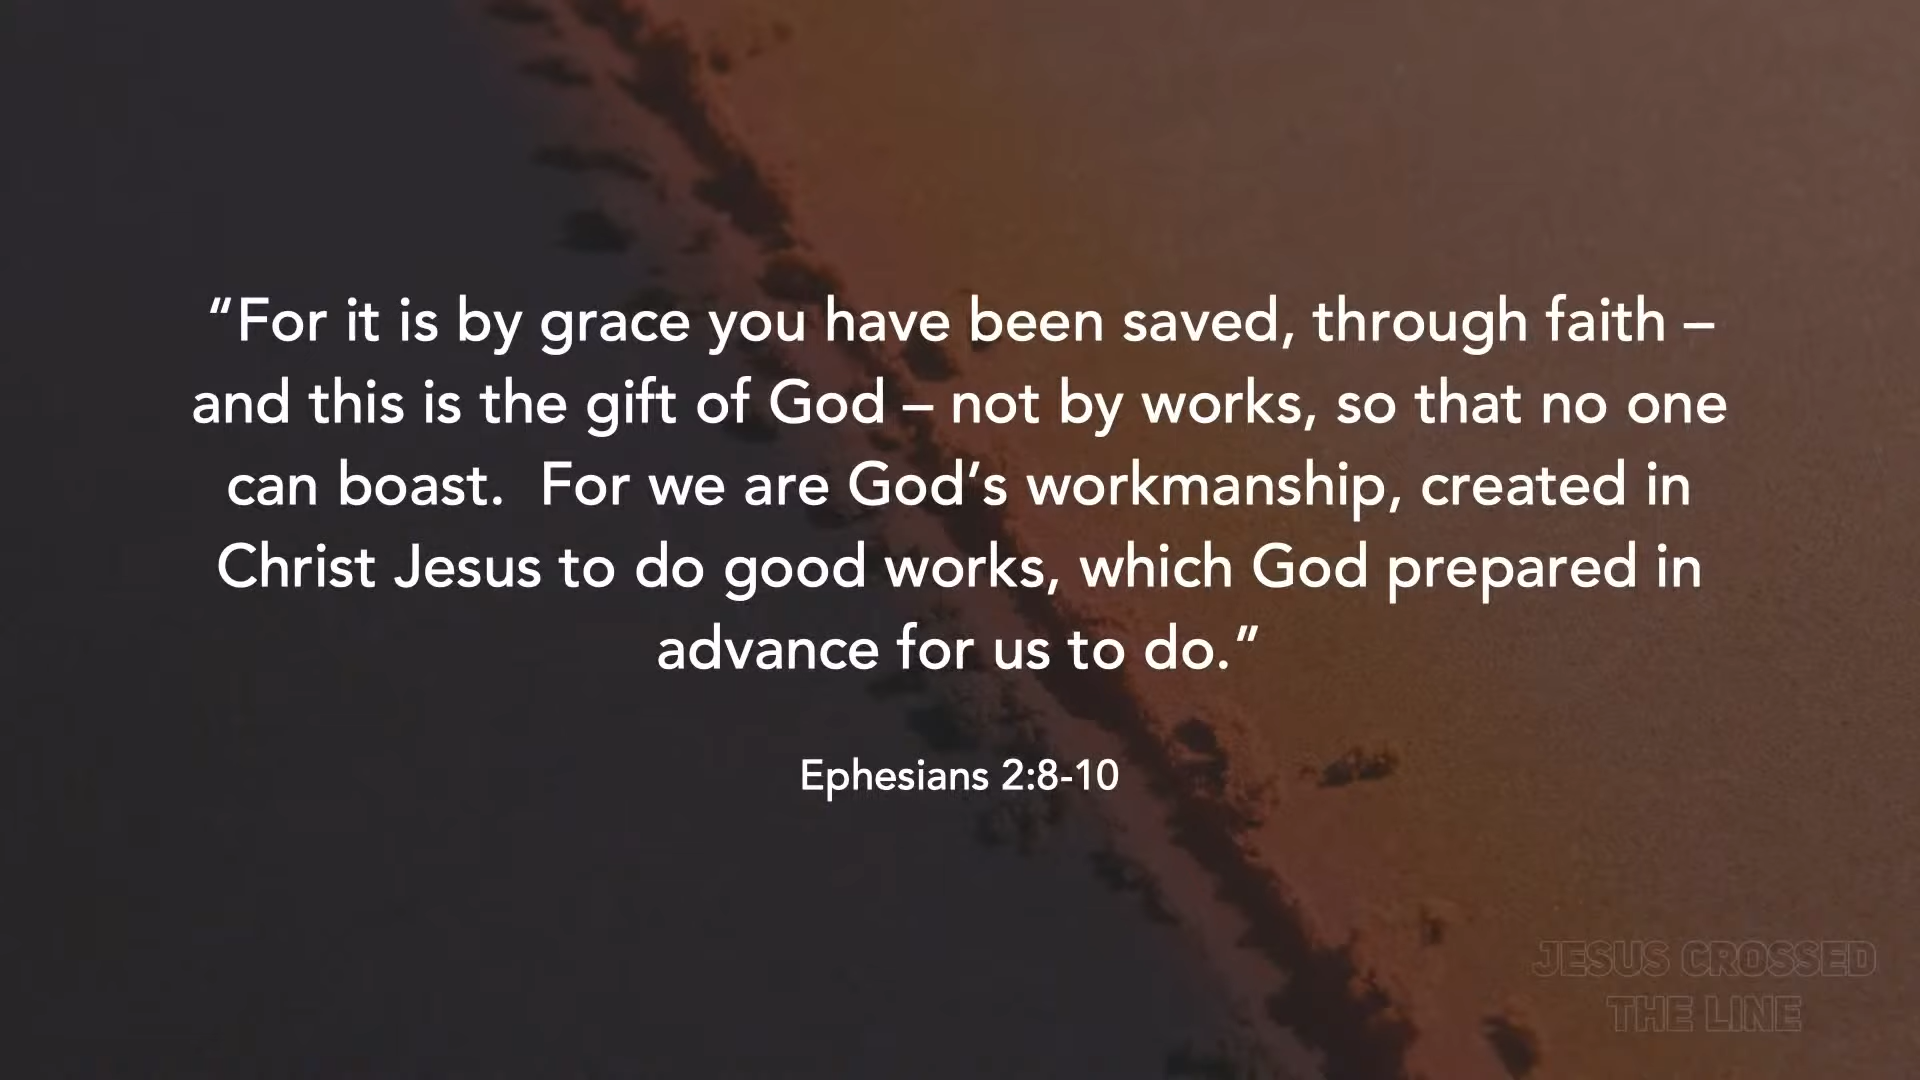 “For it is by grace you have been saved, through faith –
and this is the gift of God – not by works, so that no one
can boast.  For we are God’s workmanship, created in
Christ Jesus to do good works, which God prepared in
advance for us to do.”
Ephesians 2:8-10
JESUS CROSSED
THE LINE